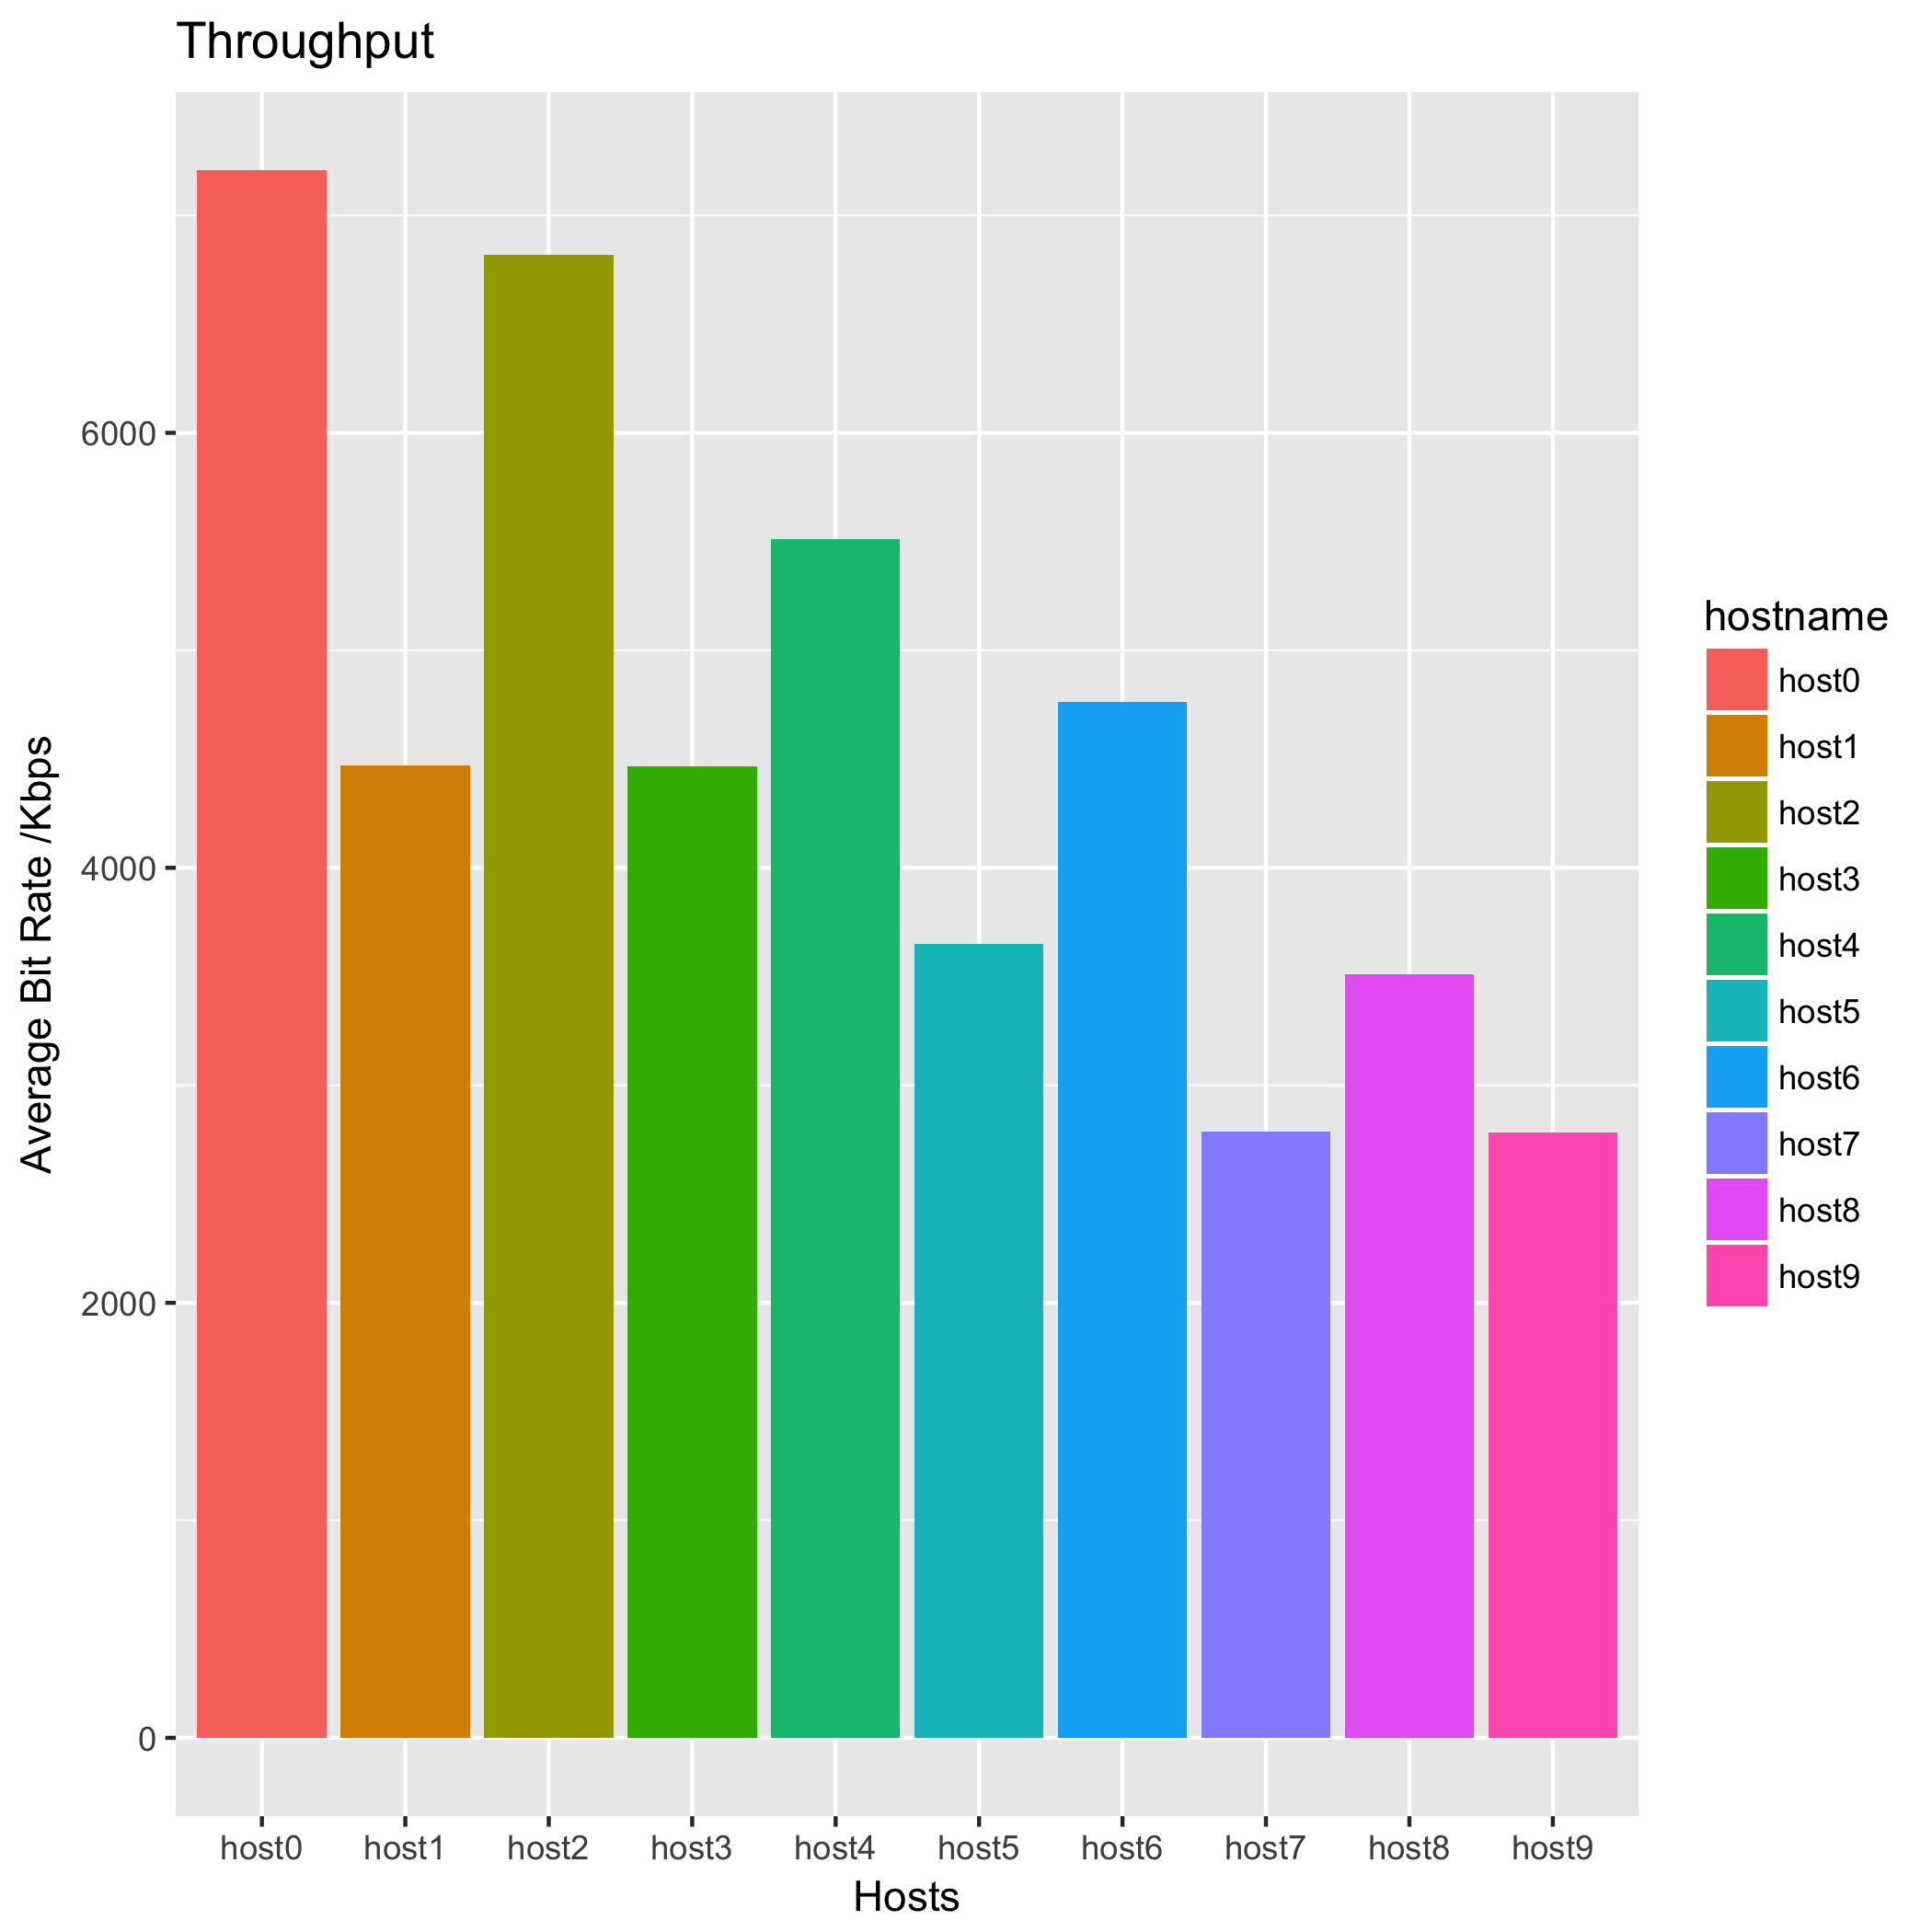 Throughput
Average Bit Rate /Kbps
6000
4000
2000
0
host0 host1 host2 host3 host4 host5 host6 host7 host8 host9
Hosts
hostname
host0
host1
host2
host3
host4
host5
host6
host7
host8
host9